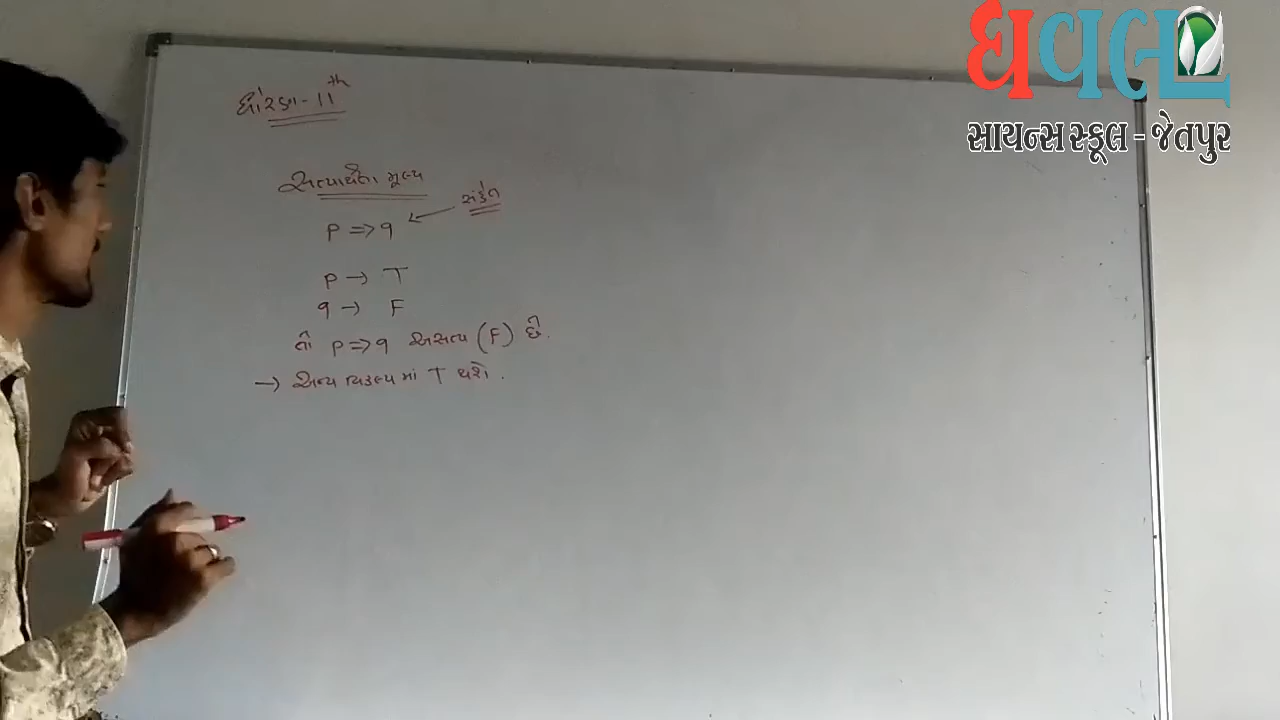 ધવલ
સાયન્સ સ્કૂલ - જેતપુર
ધોરણ - 11th
સત્યાર્થતા મૂલ્ય
સંકેત
P => q
P → T
q → F
તો P => q અસત્ય (F) છે.
→ અન્ય વિકલ્પ માં T થશે.